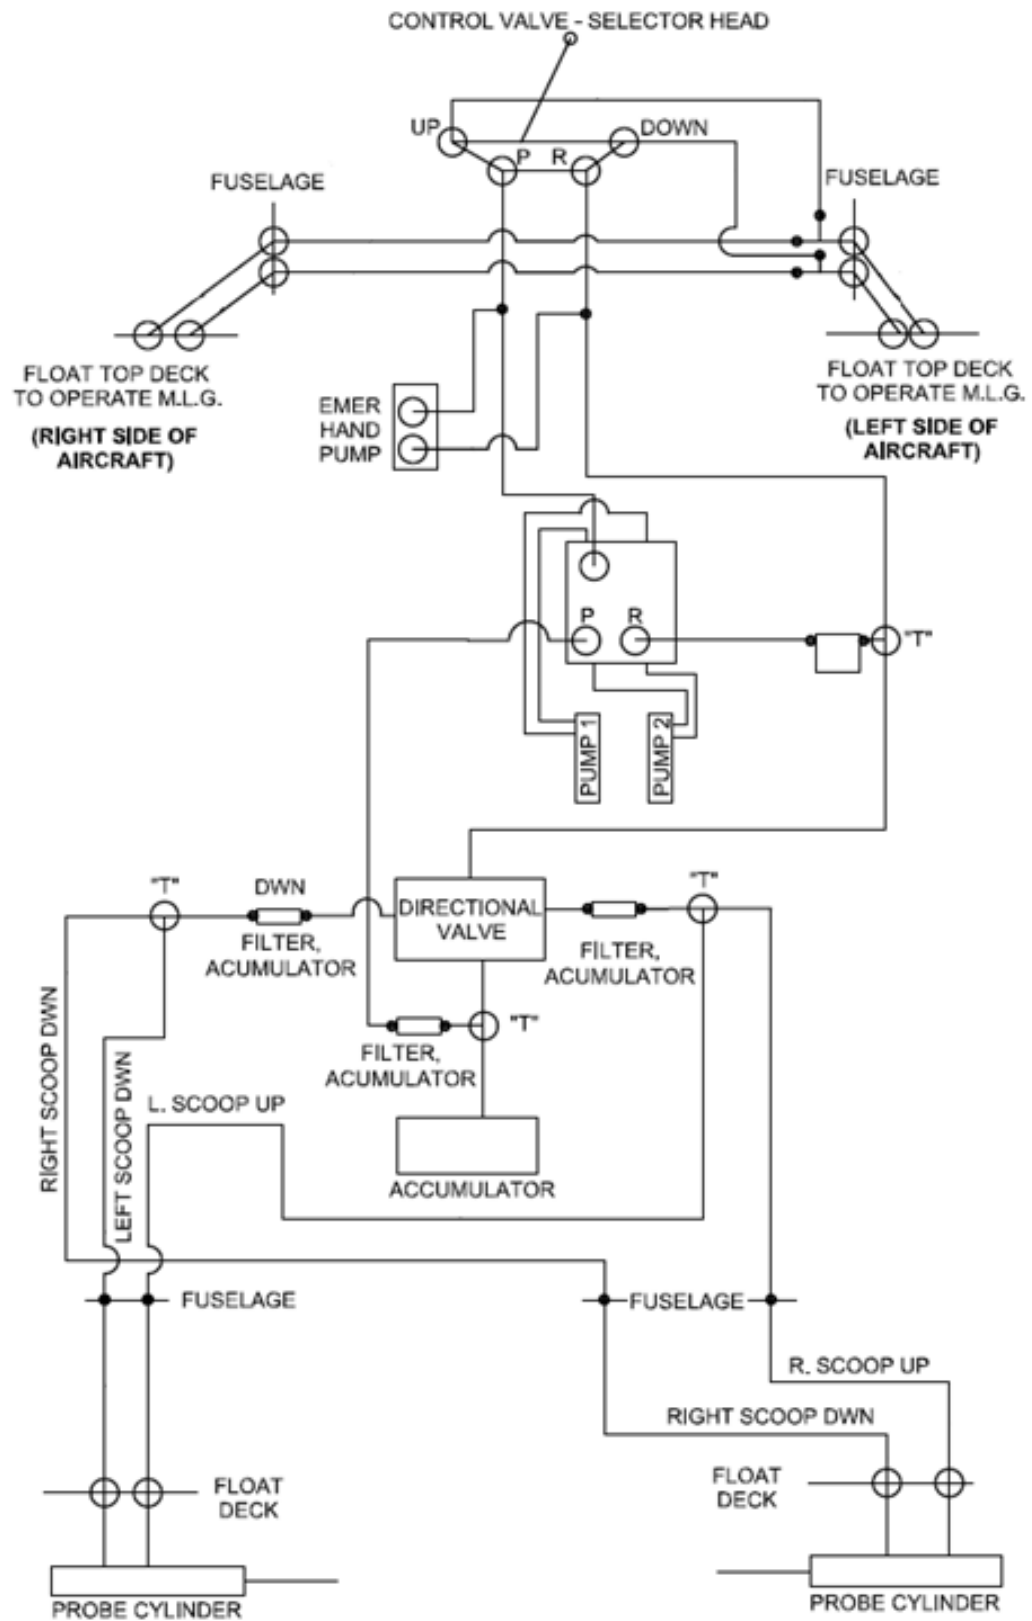 CONTROL VALVE - SELECTOR HEAD
UP
DOWN
P
R
FUSELAGE
FUSELAGE
FLOAT TOP DECK
TO OPERATE M.L.G.
(RIGHT SIDE OF
AIRCRAFT)
EMER
HAND
PUMP
FLOAT TOP DECK
TO OPERATE M.L.G.
(LEFT SIDE OF
AIRCRAFT)
P
R
"T"
PUMP 1
PUMP 2
"T"
DWN
FILTER,
ACUMULATOR
DIRECTIONAL
VALVE
"T"
FILTER,
ACUMULATOR
"T"
FILTER,
ACUMULATOR
RIGHT SCOOP DWN
LEFT SCOOP DWN
L. SCOOP UP
ACCUMULATOR
FUSELAGE
FUSELAGE
R. SCOOP UP
RIGHT SCOOP DWN
FLOAT
DECK
FLOAT
DECK
PROBE CYLINDER
PROBE CYLINDER